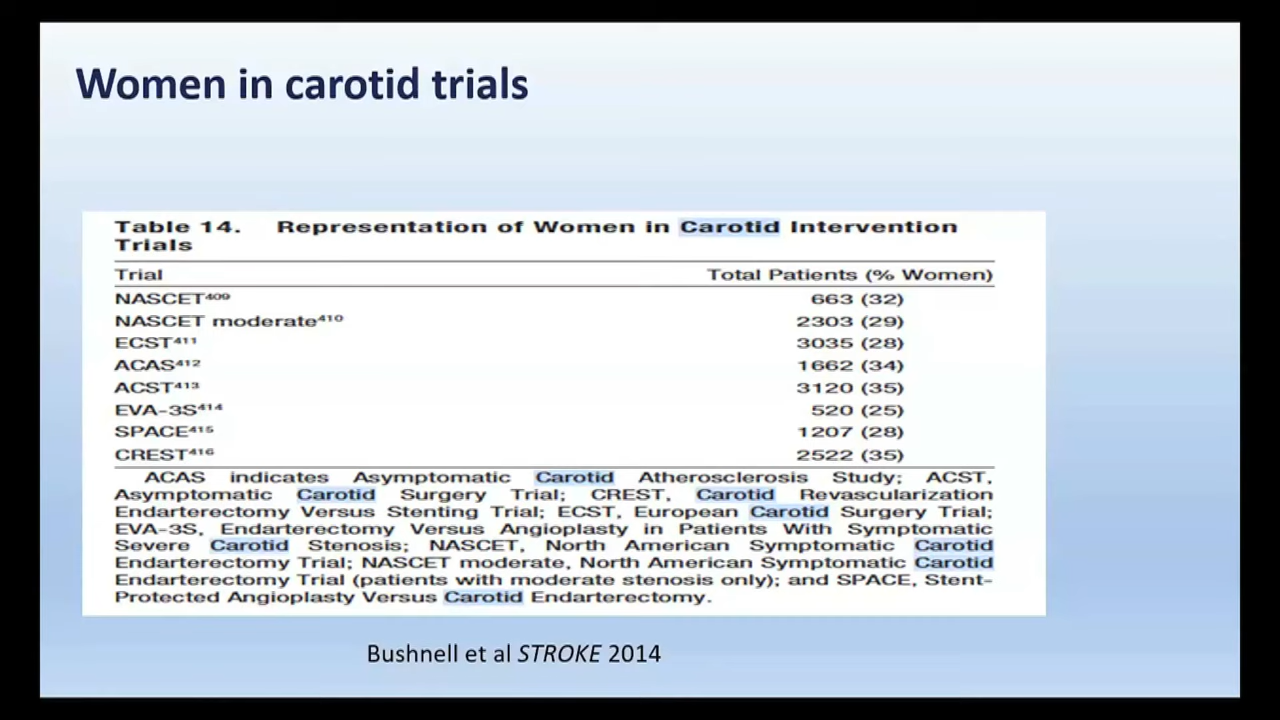 Women in carotid trials
Table 14. Representation of Women in Carotid Intervention
Trials
Trial Total Patients (% Women)
NASCET⁴⁰⁹ 663 (32)
NASCET moderate⁴¹⁰ 2303 (29)
ECST⁴¹¹ 3035 (28)
ACAS⁴¹² 1662 (34)
ACST⁴¹³ 3120 (35)
EVA-3S⁴¹⁴ 520 (25)
SPACE⁴¹⁵ 1207 (28)
CREST⁴¹⁶ 2522 (35)
ACAS indicates Asymptomatic Carotid Atherosclerosis Study; ACST,
Asymptomatic Carotid Surgery Trial; CREST, Carotid Revascularization
Endarterectomy Versus Stenting Trial; ECST, European Carotid Surgery Trial;
EVA-3S, Endarterectomy Versus Angioplasty in Patients With Symptomatic
Severe Carotid Stenosis; NASCET, North American Symptomatic Carotid
Endarterectomy Trial; NASCET moderate, North American Symptomatic Carotid
Endarterectomy Trial (patients with moderate stenosis only); and SPACE, Stent-
Protected Angioplasty Versus Carotid Endarterectomy.
Bushnell et al STROKE 2014